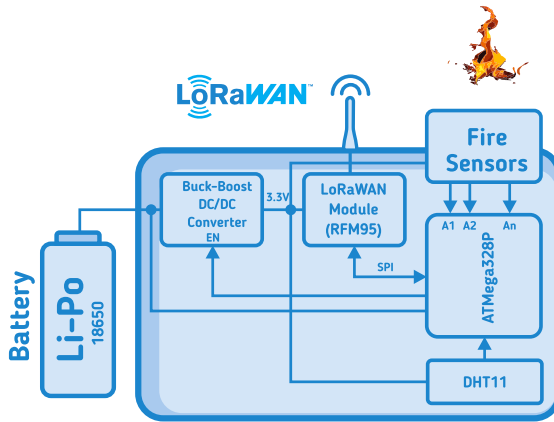 LoRaWAN™
Fire
Sensors
Buck-Boost
DC/DC
Converter
EN
3.3V
LoRaWAN
Module
(RFM95)
A1
A2
An
SPI
ATMega328P
DHT11
Battery
Li-Po
18650